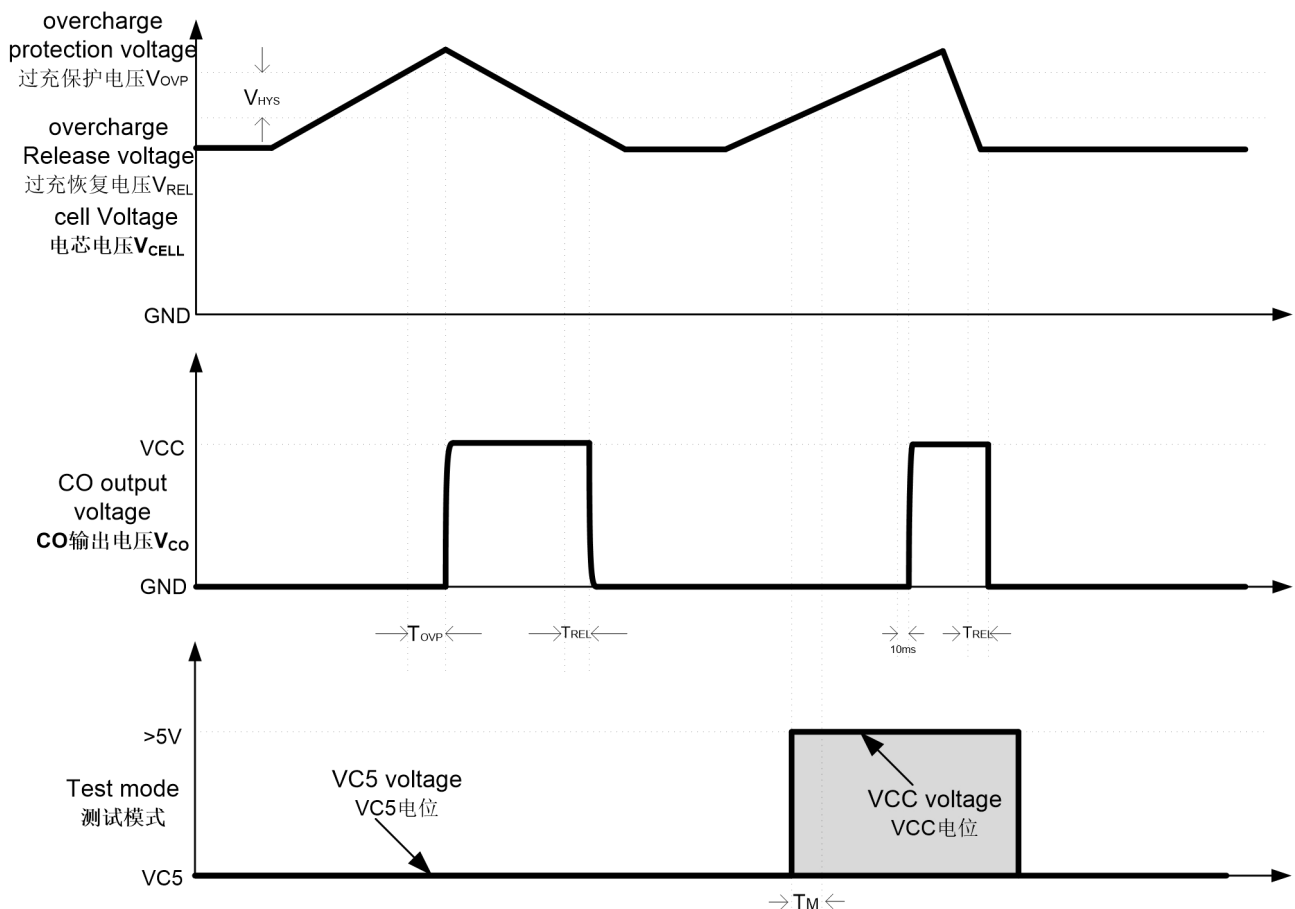 overcharge
protection voltage
过充保护电压VOVP
VHYS
overcharge
Release voltage
过充恢复电压VREL
cell Voltage
电芯电压VCELL
GND
VCC
CO output
voltage
CO输出电压VCO
GND
TOVP
TREL
10ms
TREL
>5V
Test mode
测试模式
VC5 voltage
VC5电位
VCC voltage
VCC电位
VC5
TM